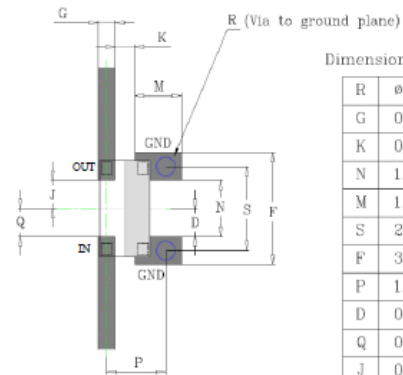 R (Via to ground plane)
G
K
M
GND
OUT
J
Q
D
N
S
F
IN
GND
P
Dimension
R ø
G 0
K 0
N 1
M 1
S 2
F 3
P 1
D 0
Q 0
J 0